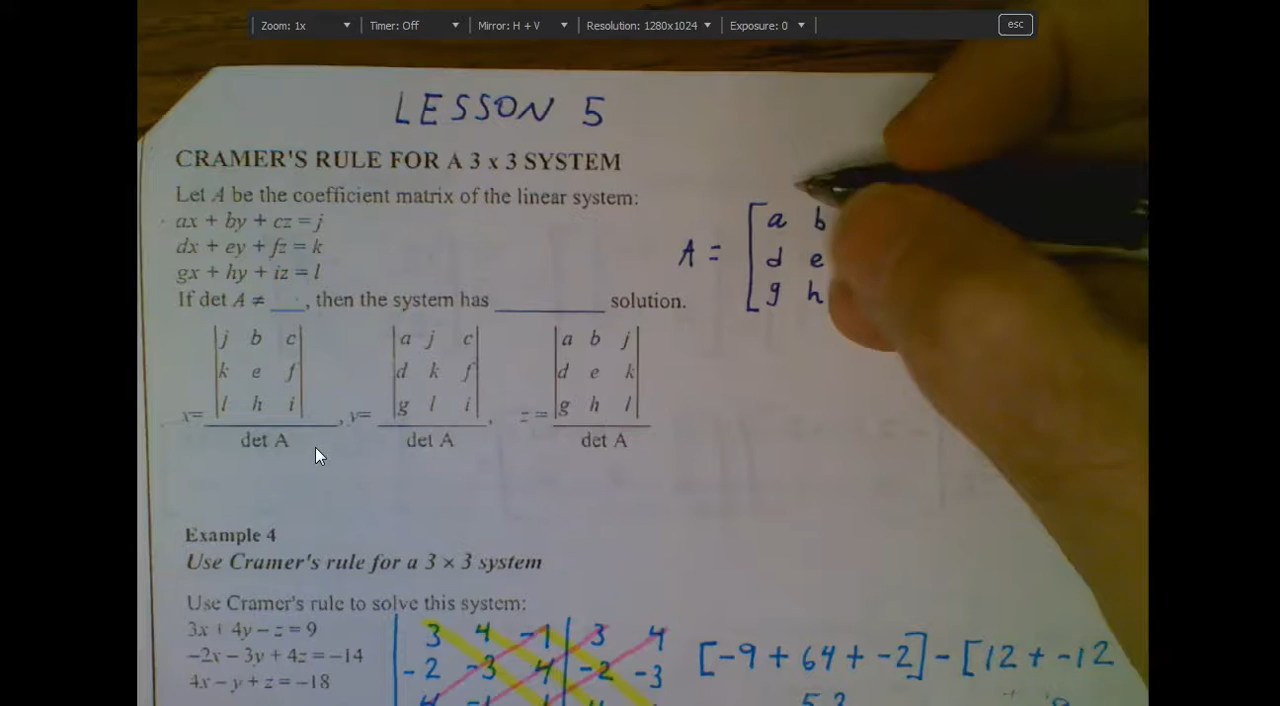 Zoom: 1x Timer: Off Mirror: H + V Resolution: 1280x1024 Exposure: 0 esc
LESSON 5
CRAMER'S RULE FOR A 3 x 3 SYSTEM
Let A be the coefficient matrix of the linear system:
ax + by + cz = j
dx + ey + fz = k
gx + hy + iz = l
A = [a b
d e
g h
If det A ≠ ___, then the system has ___________ solution.
|j b c| |a j c| |a b j|
|k e f| |d k f| |d e k|
|l h i| |g l i| |g h l|
x= , y= , z=
det A det A det A
Example 4
Use Cramer's rule for a 3 × 3 system
Use Cramer's rule to solve this system:
3x + 4y – z = 9
-2x – 3y + 4z = –14
4x – y + z = –18
3 4 -1 3 4
-2 -3 4 -2 -3
[-9 + 64 + -2] - [12 + -12